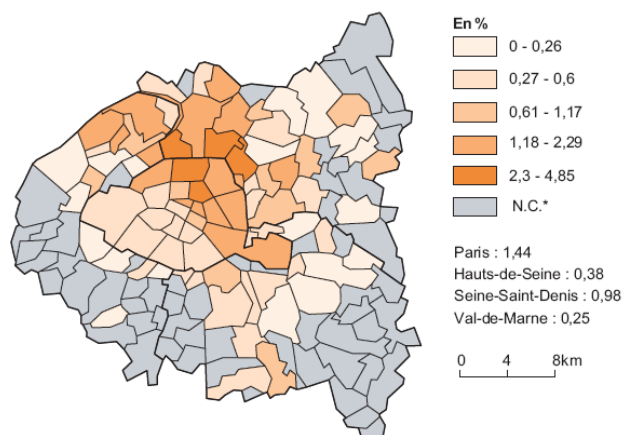 En %
0 - 0,26
0,27 - 0,6
0,61 - 1,17
1,18 - 2,29
2,3 - 4,85
N.C.*
Paris : 1,44
Hauts-de-Seine : 0,38
Seine-Saint-Denis : 0,98
Val-de-Marne : 0,25
0 4 8km